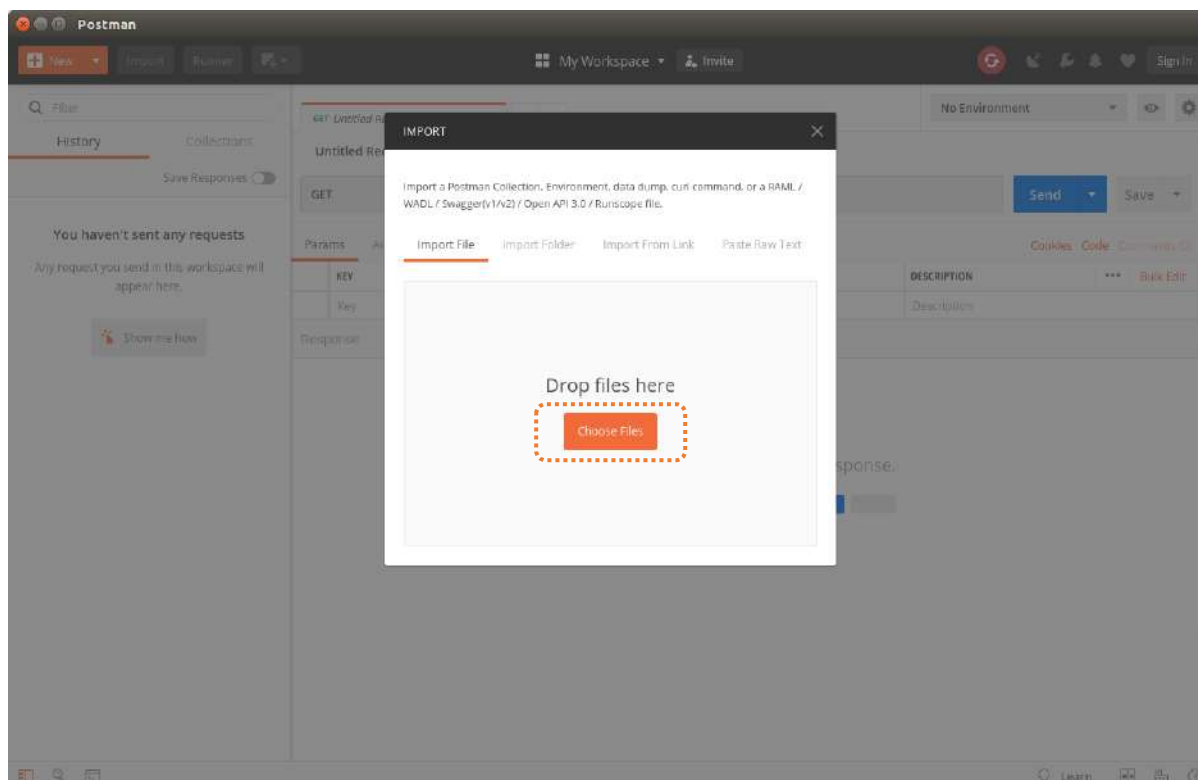 Postman
New
Import
Runner
My Workspace
Invite
Sign In
Filter
History
Collections
Save Responses
You haven't sent any requests
Any request you send in this workspace will
appear here.
Show me how
GET Untitled Re
No Environment
Untitled Re
GET
Send
Save
Params
Cookies Code Comments
KEY
DESCRIPTION
Bulk Edit
Key
Description
Response
IMPORT
Import a Postman Collection, Environment, data dump, curl command, or a RAML /
WADL / Swagger(v1/v2) / Open API 3.0 / Runscope file.
Import File
Import Folder
Import From Link
Paste Raw Text
Drop files here
Choose Files
sponse.
Learn